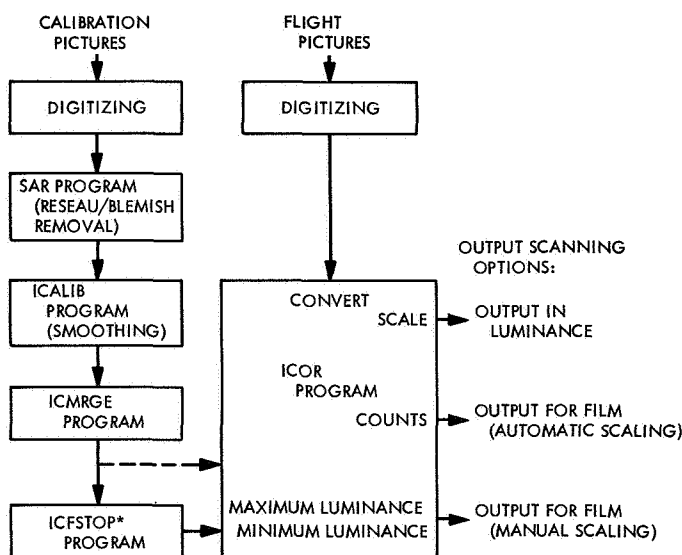 CALIBRATION
PICTURES
FLIGHT
PICTURES
DIGITIZING
DIGITIZING
SAR PROGRAM
(RESEAU/BLEMISH
REMOVAL)
ICALIB
PROGRAM
(SMOOTHING)
ICMRGE
PROGRAM
ICFSTOP*
PROGRAM
CONVERT
SCALE
ICOR
PROGRAM
COUNTS
MAXIMUM LUMINANCE
MINIMUM LUMINANCE
OUTPUT SCANNING
OPTIONS:
OUTPUT IN
LUMINANCE
OUTPUT FOR FILM
(AUTOMATIC SCALING)
OUTPUT FOR FILM
(MANUAL SCALING)